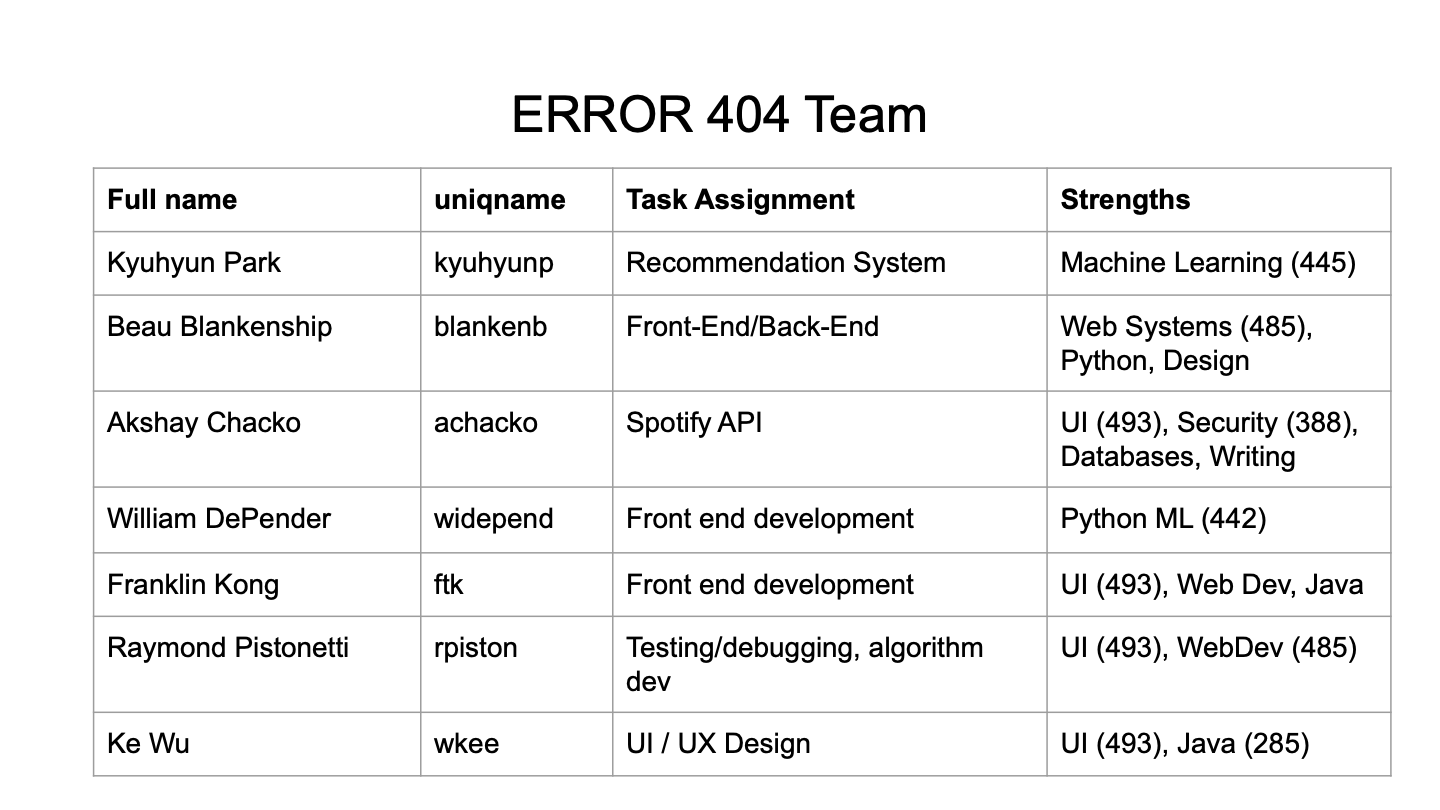 ERROR 404 Team
Full name uniqname Task Assignment Strengths
Kyuhyun Park kyuhyunp Recommendation System Machine Learning (445)
Beau Blankenship blankenb Front-End/Back-End Web Systems (485),
Python, Design
Akshay Chacko achacko Spotify API UI (493), Security (388),
Databases, Writing
William DePender widepend Front end development Python ML (442)
Franklin Kong ftk Front end development UI (493), Web Dev, Java
Raymond Pistonetti rpiston Testing/debugging, algorithm UI (493), WebDev (485)
dev
Ke Wu wkee UI / UX Design UI (493), Java (285)